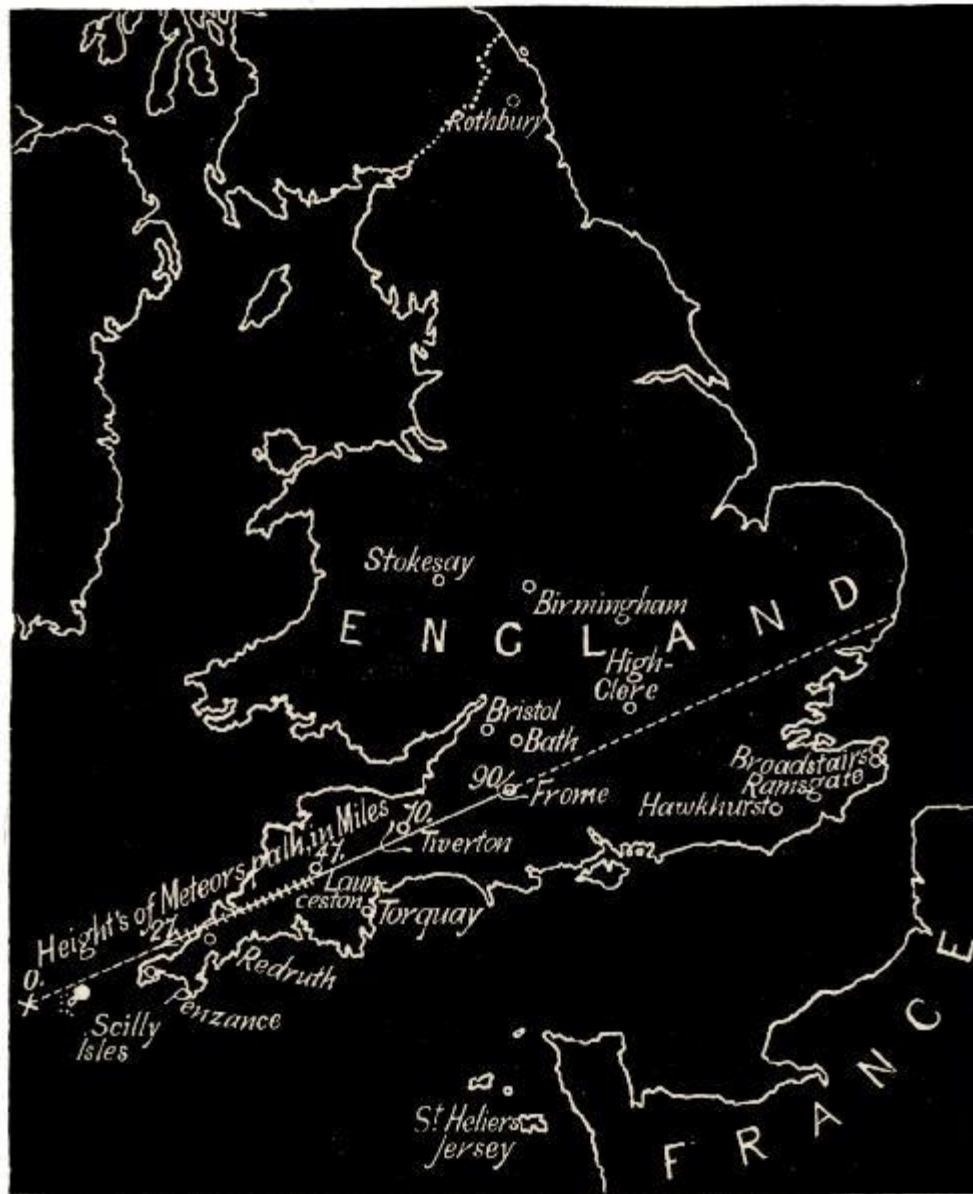 Rothbury
Stokesay
Birmingham
ENGLAND
High-
Clere
Bristol
Bath
90.
Frome
Broadstairs
Ramsgate
Hawkhurst
70.
Tiverton
47.
Laun-
ceston
Torquay
Height's of Meteors path, in Miles
27.
Redruth
0.
Penzance
Scilly
Isles
St Heliers
Jersey
FRANCE